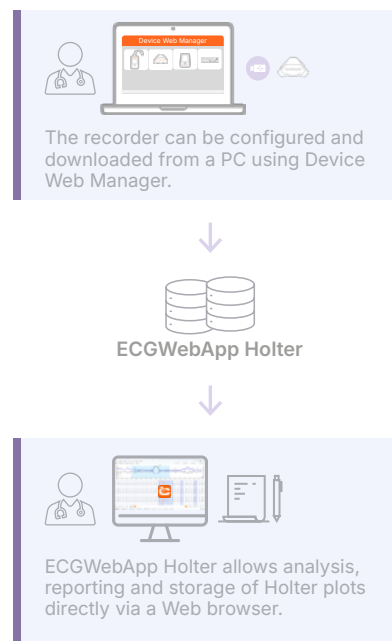 Device Web Manager
The recorder can be configured and
downloaded from a PC using Device
Web Manager.
ECGWebApp Holter
ECGWebApp Holter allows analysis,
reporting and storage of Holter plots
directly via a Web browser.